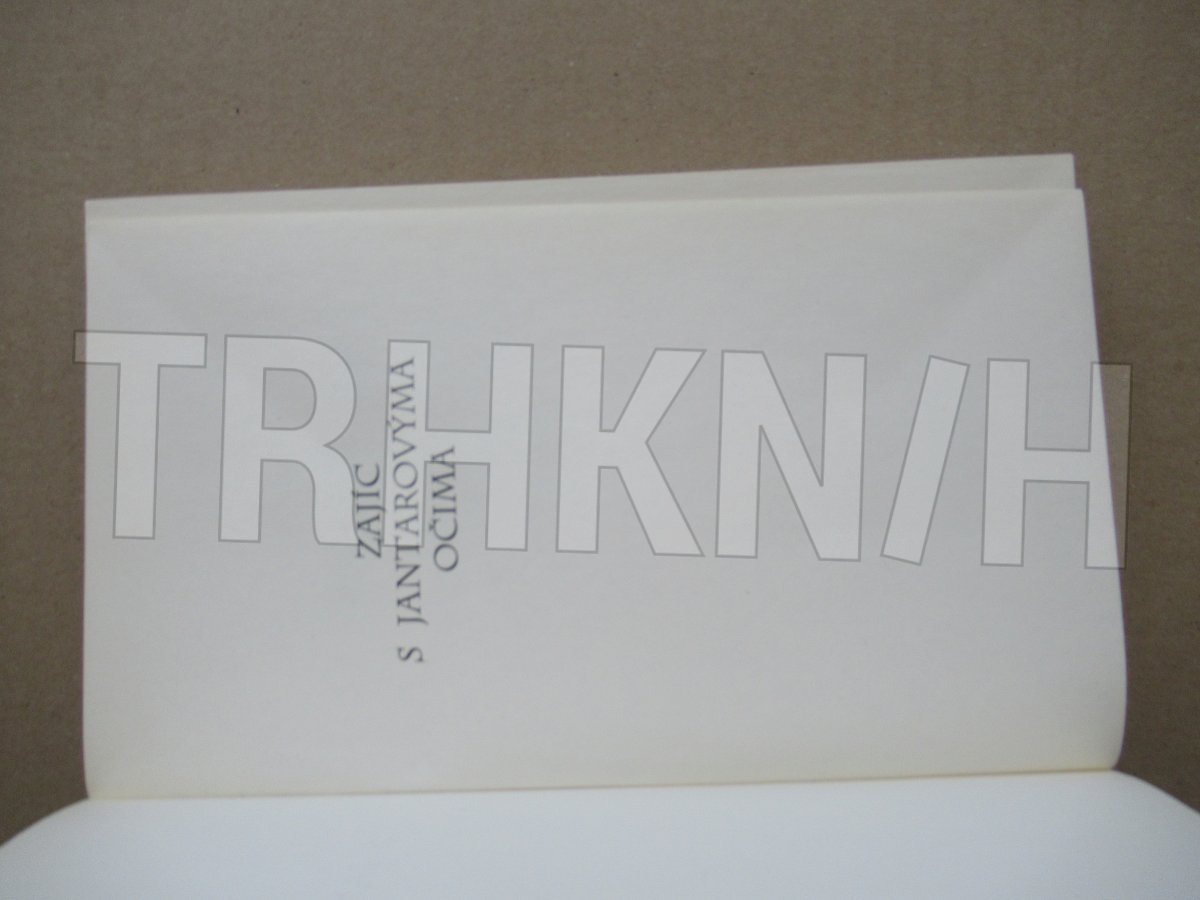 ZAJÍC
S JANTAROVÝMA
OČIMA
TRHKNIH